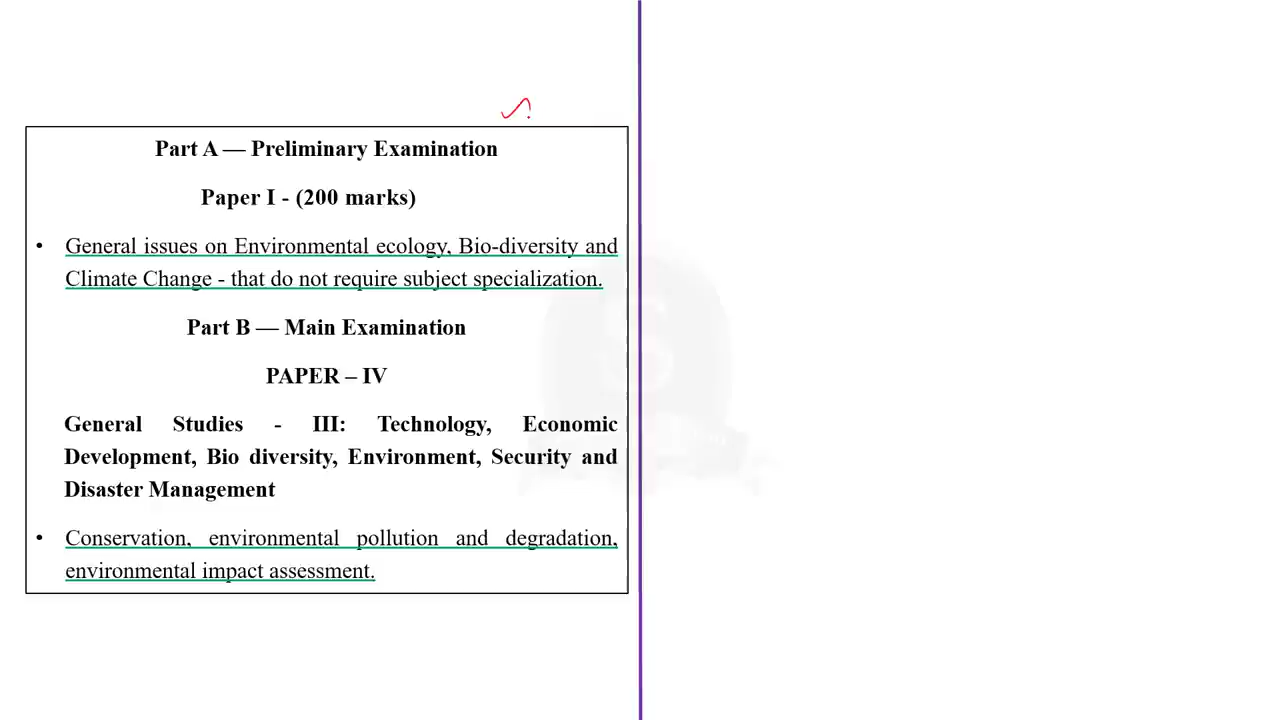 Part A — Preliminary Examination
Paper I - (200 marks)
• General issues on Environmental ecology, Bio-diversity and
Climate Change - that do not require subject specialization.
Part B — Main Examination
PAPER – IV
General Studies - III: Technology, Economic
Development, Bio diversity, Environment, Security and
Disaster Management
• Conservation, environmental pollution and degradation,
environmental impact assessment.